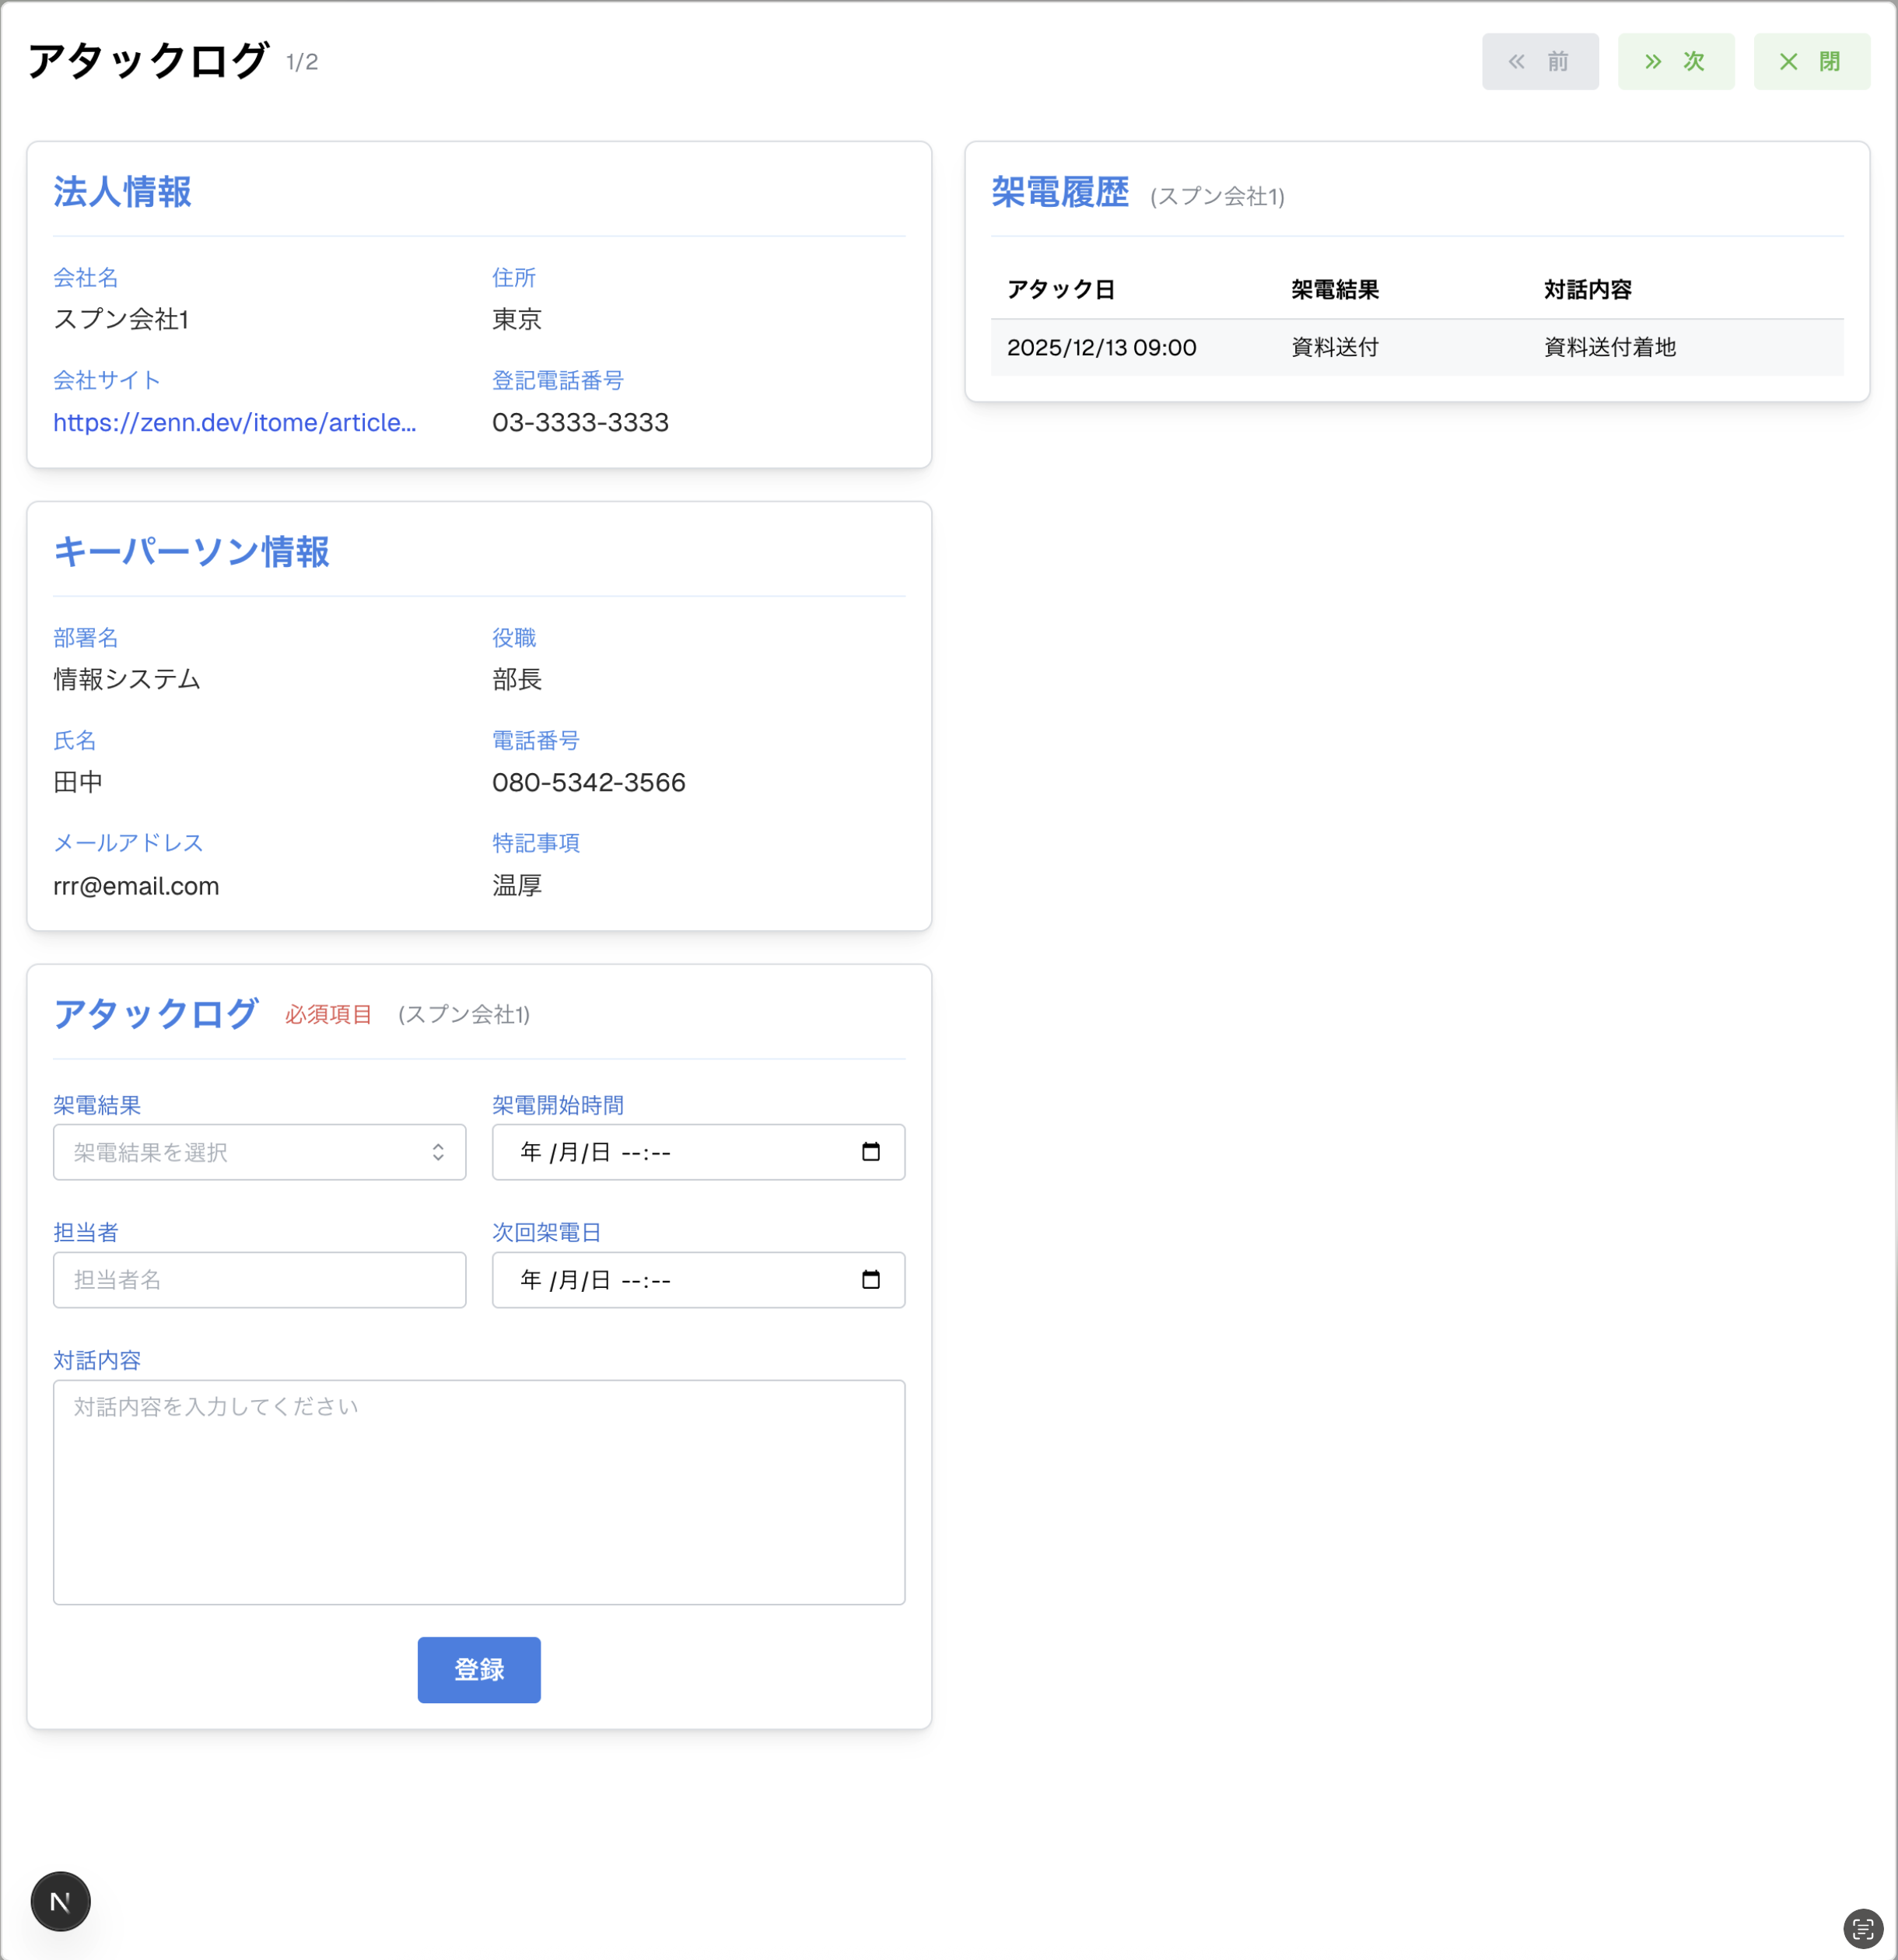 アタックログ 1/2
前
次
閉
法人情報
会社名
スプン会社1
住所
東京
会社サイト
https://zenn.dev/itome/article...
登記電話番号
03-3333-3333
キーパーソン情報
部署名
情報システム
役職
部長
氏名
田中
電話番号
080-5342-3566
メールアドレス
rrr@email.com
特記事項
温厚
アタックログ 必須項目 (スプン会社1)
架電結果
架電結果を選択
架電開始時間
年 /月/日 --:--
担当者
担当者名
次回架電日
年 /月/日 --:--
対話内容
対話内容を入力してください
登録
架電履歴 (スプン会社1)
アタック日 架電結果 対話内容
2025/12/13 09:00 資料送付 資料送付着地
N